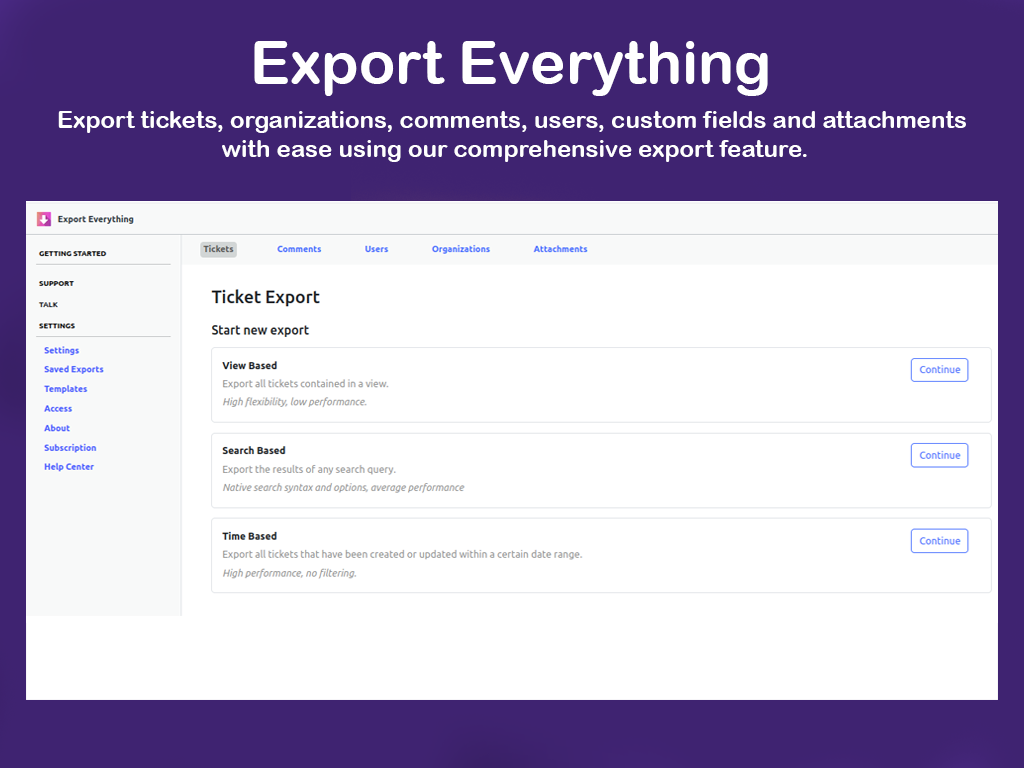 Export Everything
Export tickets, organizations, comments, users, custom fields and attachments
with ease using our comprehensive export feature.
Export Everything
GETTING STARTED
SUPPORT
TALK
SETTINGS
Settings
Saved Exports
Templates
Access
About
Subscription
Help Center
Tickets
Comments
Users
Organizations
Attachments
Ticket Export
Start new export
View Based
Export all tickets contained in a view.
High flexibility, low performance.
Continue
Search Based
Export the results of any search query.
Native search syntax and options, average performance
Continue
Time Based
Export all tickets that have been created or updated within a certain date range.
High performance, no filtering.
Continue